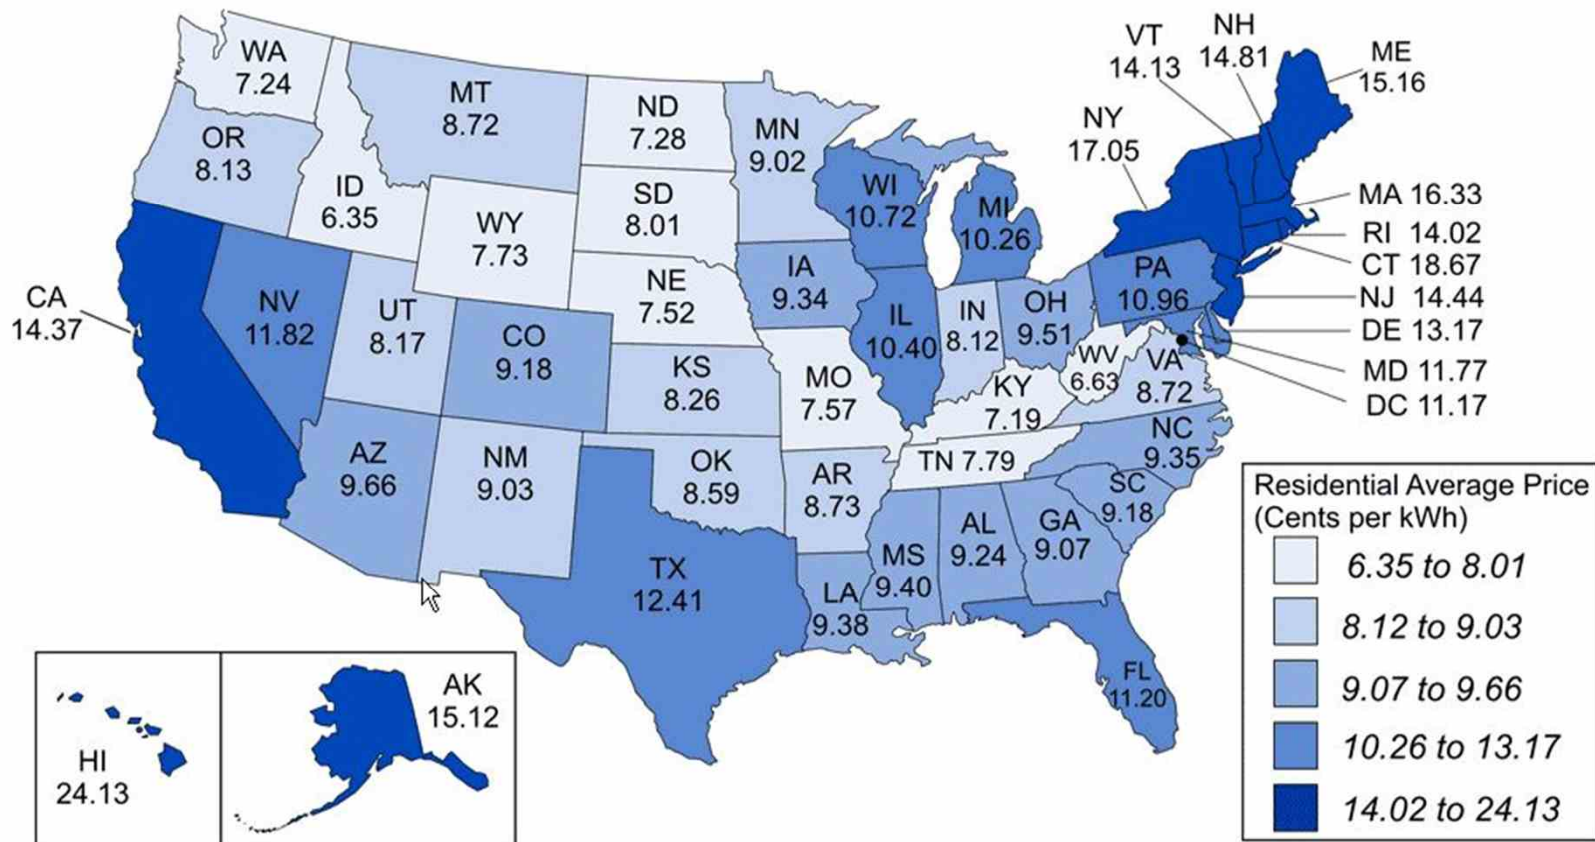 WA
7.24
MT
8.72
ND
7.28
MN
9.02
VT
14.13
NH
14.81
ME
15.16
OR
8.13
ID
6.35
WY
7.73
SD
8.01
WI
10.72
MI
10.26
NY
17.05
MA 16.33
RI 14.02
CT 18.67
NJ 14.44
DE 13.17
MD 11.77
DC 11.17
CA
14.37
NV
11.82
UT
8.17
CO
9.18
NE
7.52
IA
9.34
IL
10.40
IN
8.12
OH
9.51
PA
10.96
KS
8.26
MO
7.57
KY
7.19
WV
6.63
VA
8.72
AZ
9.66
NM
9.03
OK
8.59
AR
8.73
TN 7.79
NC
9.35
SC
9.18
TX
12.41
LA
9.38
MS
9.40
AL
9.24
GA
9.07
FL
11.20
HI
24.13
AK
15.12
Residential Average Price
(Cents per kWh)
6.35 to 8.01
8.12 to 9.03
9.07 to 9.66
10.26 to 13.17
14.02 to 24.13